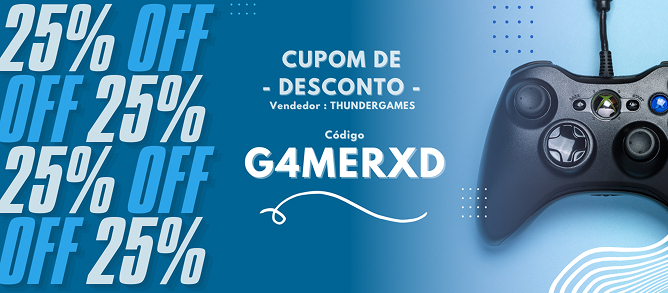 25% OFF
OFF 25%
25% OFF
OFF 25%
CUPOM DE
- DESCONTO -
Vendedor : THUNDERGAMES
Código
G4MERXD